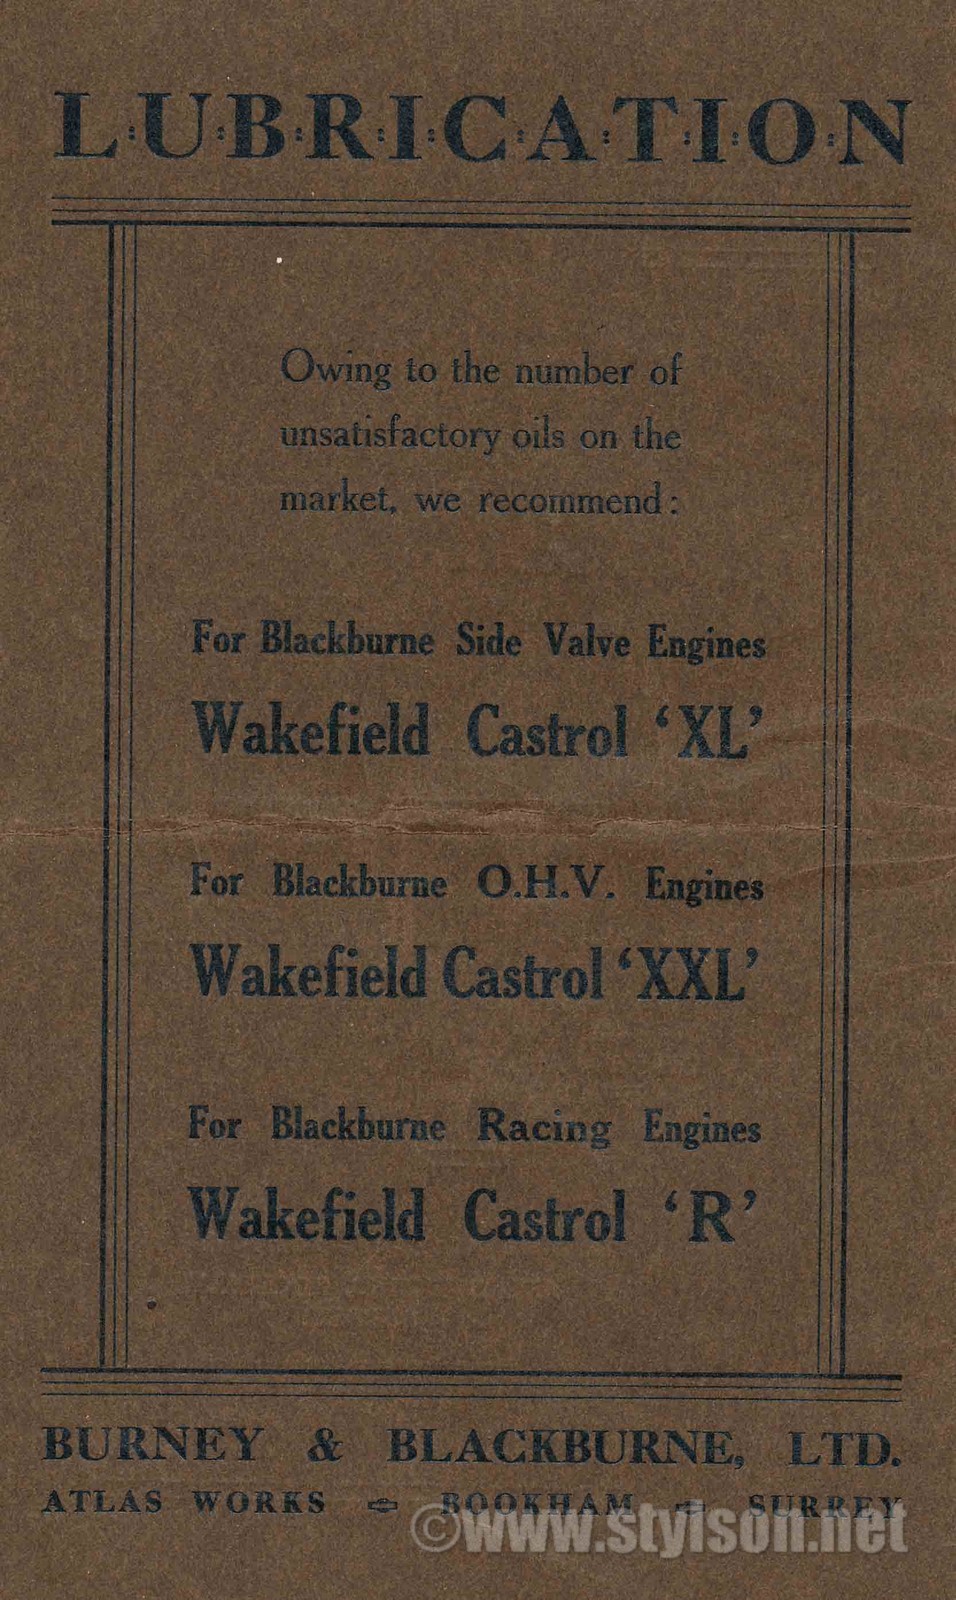 L:U:B:R:I:C:A:T:I:O:N
Owing to the number of
unsatisfactory oils on the
market, we recommend:
For Blackburne Side Valve Engines
Wakefield Castrol ‘XL’
For Blackburne O.H.V. Engines
Wakefield Castrol ‘XXL’
For Blackburne Racing Engines
Wakefield Castrol ‘R’
BURNEY & BLACKBURNE, LTD.
ATLAS WORKS BOOKHAM SURREY
©www.stylson.net